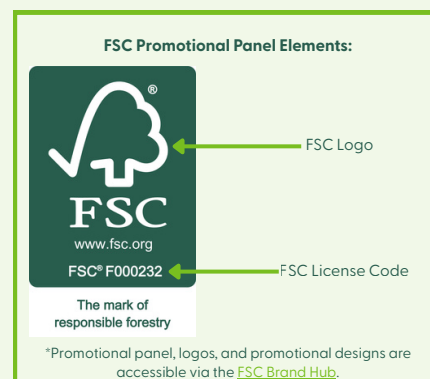 FSC Promotional Panel Elements:
®
FSC Logo
FSC
www.fsc.org
FSC® F000232
FSC License Code
The mark of
responsible forestry
*Promotional panel, logos, and promotional designs are
accessible via the FSC Brand Hub.